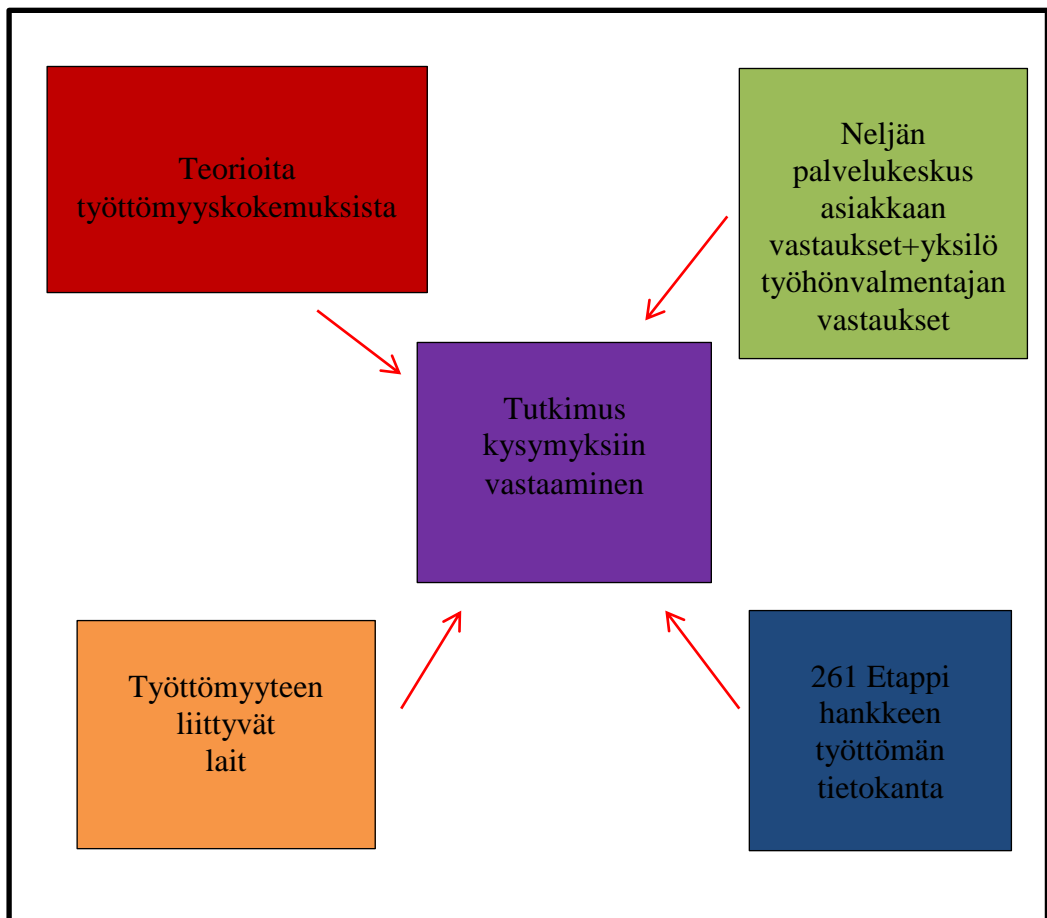 Teorioita
työttömyyskokemuksista
Neljän
palvelukeskus
asiakkaan
vastaukset+yksilö
työhönvalmentajan
vastaukset
Tutkimus
kysymyksiin
vastaaminen
Työttömyyteen
liittyvät
lait
261 Etappi
hankkeen
työttömän
tietokanta